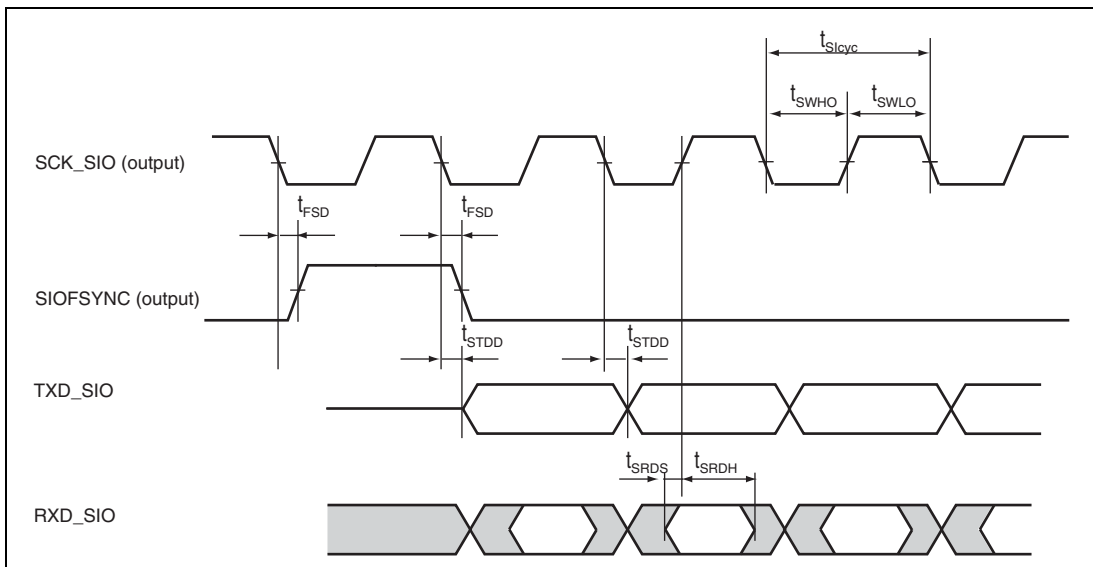 tSIcyc
tSWHO tSWLO
SCK_SIO (output)
tFSD tFSD
SIOFSYNC (output)
tSTDD tSTDD
TXD_SIO
tSRDS tSRDH
RXD_SIO